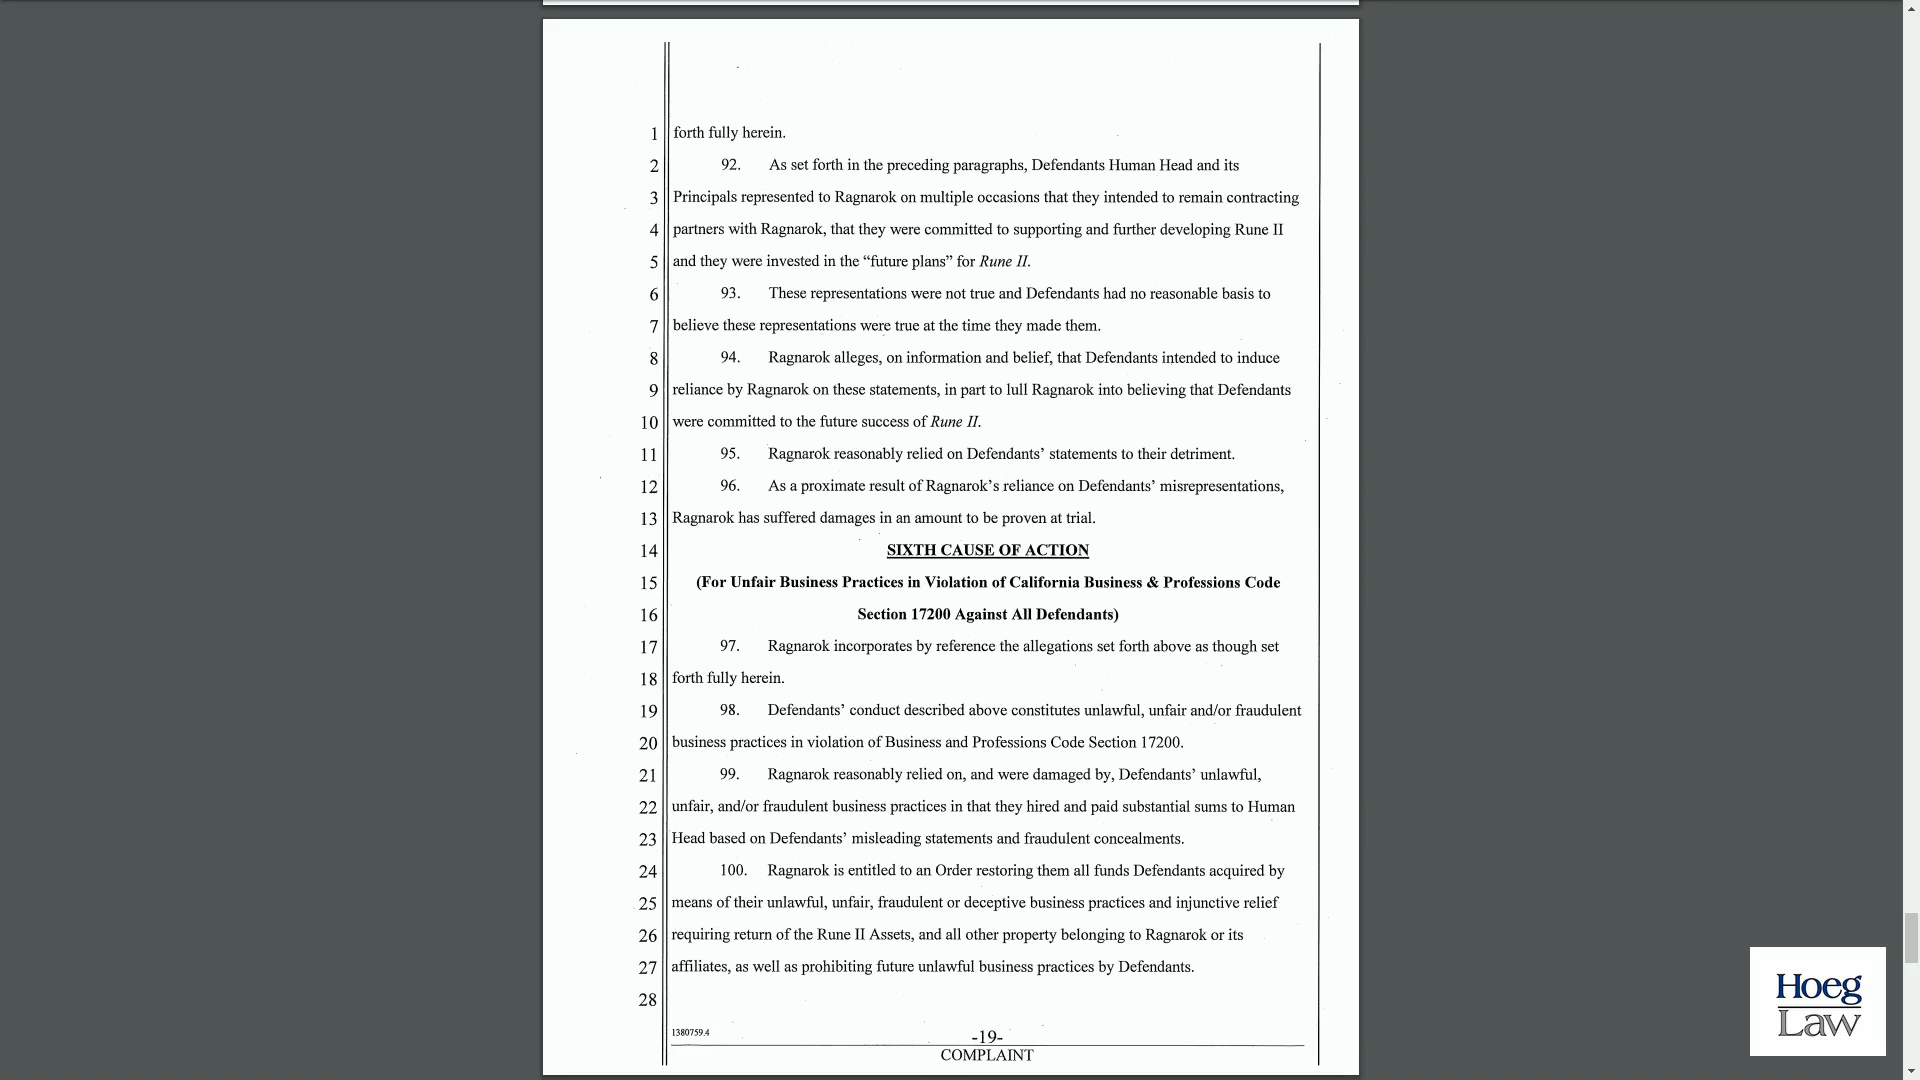 1 forth fully herein.
2 92. As set forth in the preceding paragraphs, Defendants Human Head and its
3 Principals represented to Ragnarok on multiple occasions that they intended to remain contracting
4 partners with Ragnarok, that they were committed to supporting and further developing Rune II
5 and they were invested in the “future plans” for Rune II.
6 93. These representations were not true and Defendants had no reasonable basis to
7 believe these representations were true at the time they made them.
8 94. Ragnarok alleges, on information and belief, that Defendants intended to induce
9 reliance by Ragnarok on these statements, in part to lull Ragnarok into believing that Defendants
10 were committed to the future success of Rune II.
11 95. Ragnarok reasonably relied on Defendants’ statements to their detriment.
12 96. As a proximate result of Ragnarok’s reliance on Defendants’ misrepresentations,
13 Ragnarok has suffered damages in an amount to be proven at trial.
14 SIXTH CAUSE OF ACTION
15 (For Unfair Business Practices in Violation of California Business & Professions Code
16 Section 17200 Against All Defendants)
17 97. Ragnarok incorporates by reference the allegations set forth above as though set
18 forth fully herein.
19 98. Defendants’ conduct described above constitutes unlawful, unfair and/or fraudulent
20 business practices in violation of Business and Professions Code Section 17200.
21 99. Ragnarok reasonably relied on, and were damaged by, Defendants’ unlawful,
22 unfair, and/or fraudulent business practices in that they hired and paid substantial sums to Human
23 Head based on Defendants’ misleading statements and fraudulent concealments.
24 100. Ragnarok is entitled to an Order restoring them all funds Defendants acquired by
25 means of their unlawful, unfair, fraudulent or deceptive business practices and injunctive relief
26 requiring return of the Rune II Assets, and all other property belonging to Ragnarok or its
27 affiliates, as well as prohibiting future unlawful business practices by Defendants.
28
1380759.4
-19-
COMPLAINT
Hoeg
Law